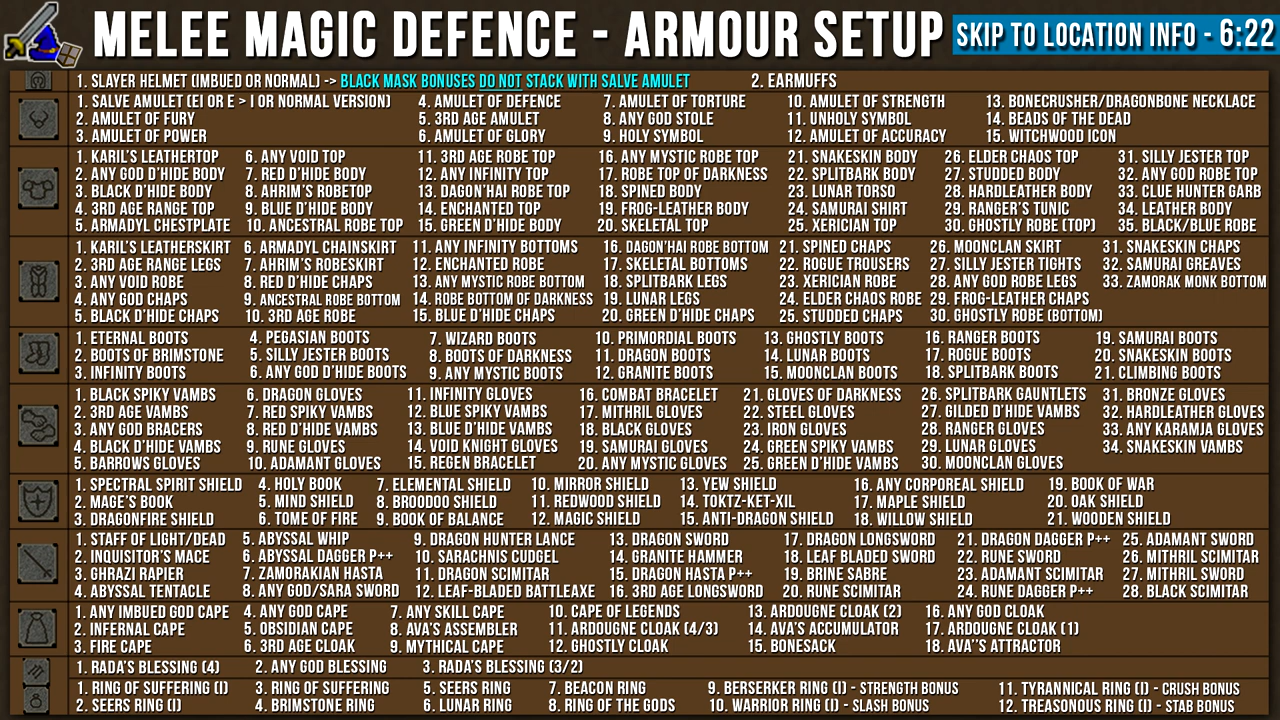 MELEE MAGIC DEFENCE - ARMOUR SETUP
SKIP TO LOCATION INFO - 6:22
1. SLAYER HELMET (IMBUED OR NORMAL) -> BLACK MASK BONUSES DO NOT STACK WITH SALVE AMULET 2. EARMUFFS
1. SALVE AMULET (EI OR E > I OR NORMAL VERSION) 4. AMULET OF DEFENCE 7. AMULET OF TORTURE 10. AMULET OF STRENGTH 13. BONECRUSHER/DRAGONBONE NECKLACE
2. AMULET OF FURY 5. 3RD AGE AMULET 8. ANY GOD STOLE 11. UNHOLY SYMBOL 14. BEADS OF THE DEAD
3. AMULET OF POWER 6. AMULET OF GLORY 9. HOLY SYMBOL 12. AMULET OF ACCURACY 15. WITCHWOOD ICON
1. KARIL'S LEATHERTOP 6. ANY VOID TOP 11. 3RD AGE ROBE TOP 16. ANY MYSTIC ROBE TOP 21. SNAKESKIN BODY 26. ELDER CHAOS TOP 31. SILLY JESTER TOP
2. ANY GOD D'HIDE BODY 7. RED D'HIDE BODY 12. ANY INFINITY TOP 17. ROBE TOP OF DARKNESS 22. SPLITBARK BODY 27. STUDDED BODY 32. ANY GOD ROBE TOP
3. BLACK D'HIDE BODY 8. AHRIM'S ROBETOP 13. DAGON'HAI ROBE TOP 18. SPINED BODY 23. LUNAR TORSO 28. HARDLEATHER BODY 33. CLUE HUNTER GARB
4. 3RD AGE RANGE TOP 9. BLUE D'HIDE BODY 14. ENCHANTED TOP 19. FROG-LEATHER BODY 24. SAMURAI SHIRT 29. RANGER'S TUNIC 34. LEATHER BODY
5. ARMADYL CHESTPLATE 10. ANCESTRAL ROBE TOP 15. GREEN D'HIDE BODY 20. SKELETAL TOP 25. XERICIAN TOP 30. GHOSTLY ROBE (TOP) 35. BLACK/BLUE ROBE
1. KARIL'S LEATHERSKIRT 6. ARMADYL CHAINSKIRT 11. ANY INFINITY BOTTOMS 16. DAGON'HAI ROBE BOTTOM 21. SPINED CHAPS 26. MOONCLAN SKIRT 31. SNAKESKIN CHAPS
2. 3RD AGE RANGE LEGS 7. AHRIM'S ROBESKIRT 12. ENCHANTED ROBE 17. SKELETAL BOTTOMS 22. ROGUE TROUSERS 27. SILLY JESTER TIGHTS 32. SAMURAI GREAVES
3. ANY VOID ROBE 8. RED D'HIDE CHAPS 13. ANY MYSTIC ROBE BOTTOM 18. SPLITBARK LEGS 23. XERICIAN ROBE 28. ANY GOD ROBE LEGS 33. ZAMORAK MONK BOTTOM
4. ANY GOD CHAPS 9. ANCESTRAL ROBE BOTTOM 14. ROBE BOTTOM OF DARKNESS 19. LUNAR LEGS 24. ELDER CHAOS ROBE 29. FROG-LEATHER CHAPS
5. BLACK D'HIDE CHAPS 10. 3RD AGE ROBE 15. BLUE D'HIDE CHAPS 20. GREEN D'HIDE CHAPS 25. STUDDED CHAPS 30. GHOSTLY ROBE (BOTTOM)
1. ETERNAL BOOTS 4. PEGASIAN BOOTS 7. WIZARD BOOTS 10. PRIMORDIAL BOOTS 13. GHOSTLY BOOTS 16. RANGER BOOTS 19. SAMURAI BOOTS
2. BOOTS OF BRIMSTONE 5. SILLY JESTER BOOTS 8. BOOTS OF DARKNESS 11. DRAGON BOOTS 14. LUNAR BOOTS 17. ROGUE BOOTS 20. SNAKESKIN BOOTS
3. INFINITY BOOTS 6. ANY GOD D'HIDE BOOTS 9. ANY MYSTIC BOOTS 12. GRANITE BOOTS 15. MOONCLAN BOOTS 18. SPLITBARK BOOTS 21. CLIMBING BOOTS
1. BLACK SPIKY VAMBS 6. DRAGON GLOVES 11. INFINITY GLOVES 16. COMBAT BRACELET 21. GLOVES OF DARKNESS 26. SPLITBARK GAUNTLETS 31. BRONZE GLOVES
2. 3RD AGE VAMBS 7. RED SPIKY VAMBS 12. BLUE SPIKY VAMBS 17. MITHRIL GLOVES 22. STEEL GLOVES 27. GILDED D'HIDE VAMBS 32. HARDLEATHER GLOVES
3. ANY GOD BRACERS 8. RED D'HIDE VAMBS 13. BLUE D'HIDE VAMBS 18. BLACK GLOVES 23. IRON GLOVES 28. RANGER GLOVES 33. ANY KARAMJA GLOVES
4. BLACK D'HIDE VAMBS 9. RUNE GLOVES 14. VOID KNIGHT GLOVES 19. SAMURAI GLOVES 24. GREEN SPIKY VAMBS 29. LUNAR GLOVES 34. SNAKESKIN VAMBS
5. BARROWS GLOVES 10. ADAMANT GLOVES 15. REGEN BRACELET 20. ANY MYSTIC GLOVES 25. GREEN D'HIDE VAMBS 30. MOONCLAN GLOVES
1. SPECTRAL SPIRIT SHIELD 4. HOLY BOOK 7. ELEMENTAL SHIELD 10. MIRROR SHIELD 13. YEW SHIELD 16. ANY CORPOREAL SHIELD 19. BOOK OF WAR
2. MAGE'S BOOK 5. MIND SHIELD 8. BROODOO SHIELD 11. REDWOOD SHIELD 14. TOKTZ-KET-XIL 17. MAPLE SHIELD 20. OAK SHIELD
3. DRAGONFIRE SHIELD 6. TOME OF FIRE 9. BOOK OF BALANCE 12. MAGIC SHIELD 15. ANTI-DRAGON SHIELD 18. WILLOW SHIELD 21. WOODEN SHIELD
1. STAFF OF LIGHT/DEAD 5. ABYSSAL WHIP 9. DRAGON HUNTER LANCE 13. DRAGON SWORD 17. DRAGON LONGSWORD 21. DRAGON DAGGER P++ 25. ADAMANT SWORD
2. INQUISITOR'S MACE 6. ABYSSAL DAGGER P++ 10. SARACHNIS CUDGEL 14. GRANITE HAMMER 18. LEAF BLADED SWORD 22. RUNE SWORD 26. MITHRIL SCIMITAR
3. GHRAZI RAPIER 7. ZAMORAKIAN HASTA 11. DRAGON SCIMITAR 15. DRAGON HASTA P++ 19. BRINE SABRE 23. ADAMANT SCIMITAR 27. MITHRIL SWORD
4. ABYSSAL TENTACLE 8. ANY GOD/SARA SWORD 12. LEAF-BLADED BATTLEAXE 16. 3RD AGE LONGSWORD 20. RUNE SCIMITAR 24. RUNE DAGGER P++ 28. BLACK SCIMITAR
1. ANY IMBUED GOD CAPE 4. ANY GOD CAPE 7. ANY SKILL CAPE 10. CAPE OF LEGENDS 13. ARDOUGNE CLOAK (2) 16. ANY GOD CLOAK
2. INFERNAL CAPE 5. OBSIDIAN CAPE 8. AVA'S ASSEMBLER 11. ARDOUGNE CLOAK (4/3) 14. AVA'S ACCUMULATOR 17. ARDOUGNE CLOAK (1)
3. FIRE CAPE 6. 3RD AGE CLOAK 9. MYTHICAL CAPE 12. GHOSTLY CLOAK 15. BONESACK 18. AVA''S ATTRACTOR
1. RADA'S BLESSING (4) 2. ANY GOD BLESSING 3. RADA'S BLESSING (3/2)
1. RING OF SUFFERING (I) 3. RING OF SUFFERING 5. SEERS RING 7. BEACON RING 9. BERSERKER RING (I) - STRENGTH BONUS 11. TYRANNICAL RING (I) - CRUSH BONUS
2. SEERS RING (I) 4. BRIMSTONE RING 6. LUNAR RING 8. RING OF THE GODS 10. WARRIOR RING (I) - SLASH BONUS 12. TREASONOUS RING (I) - STAB BONUS